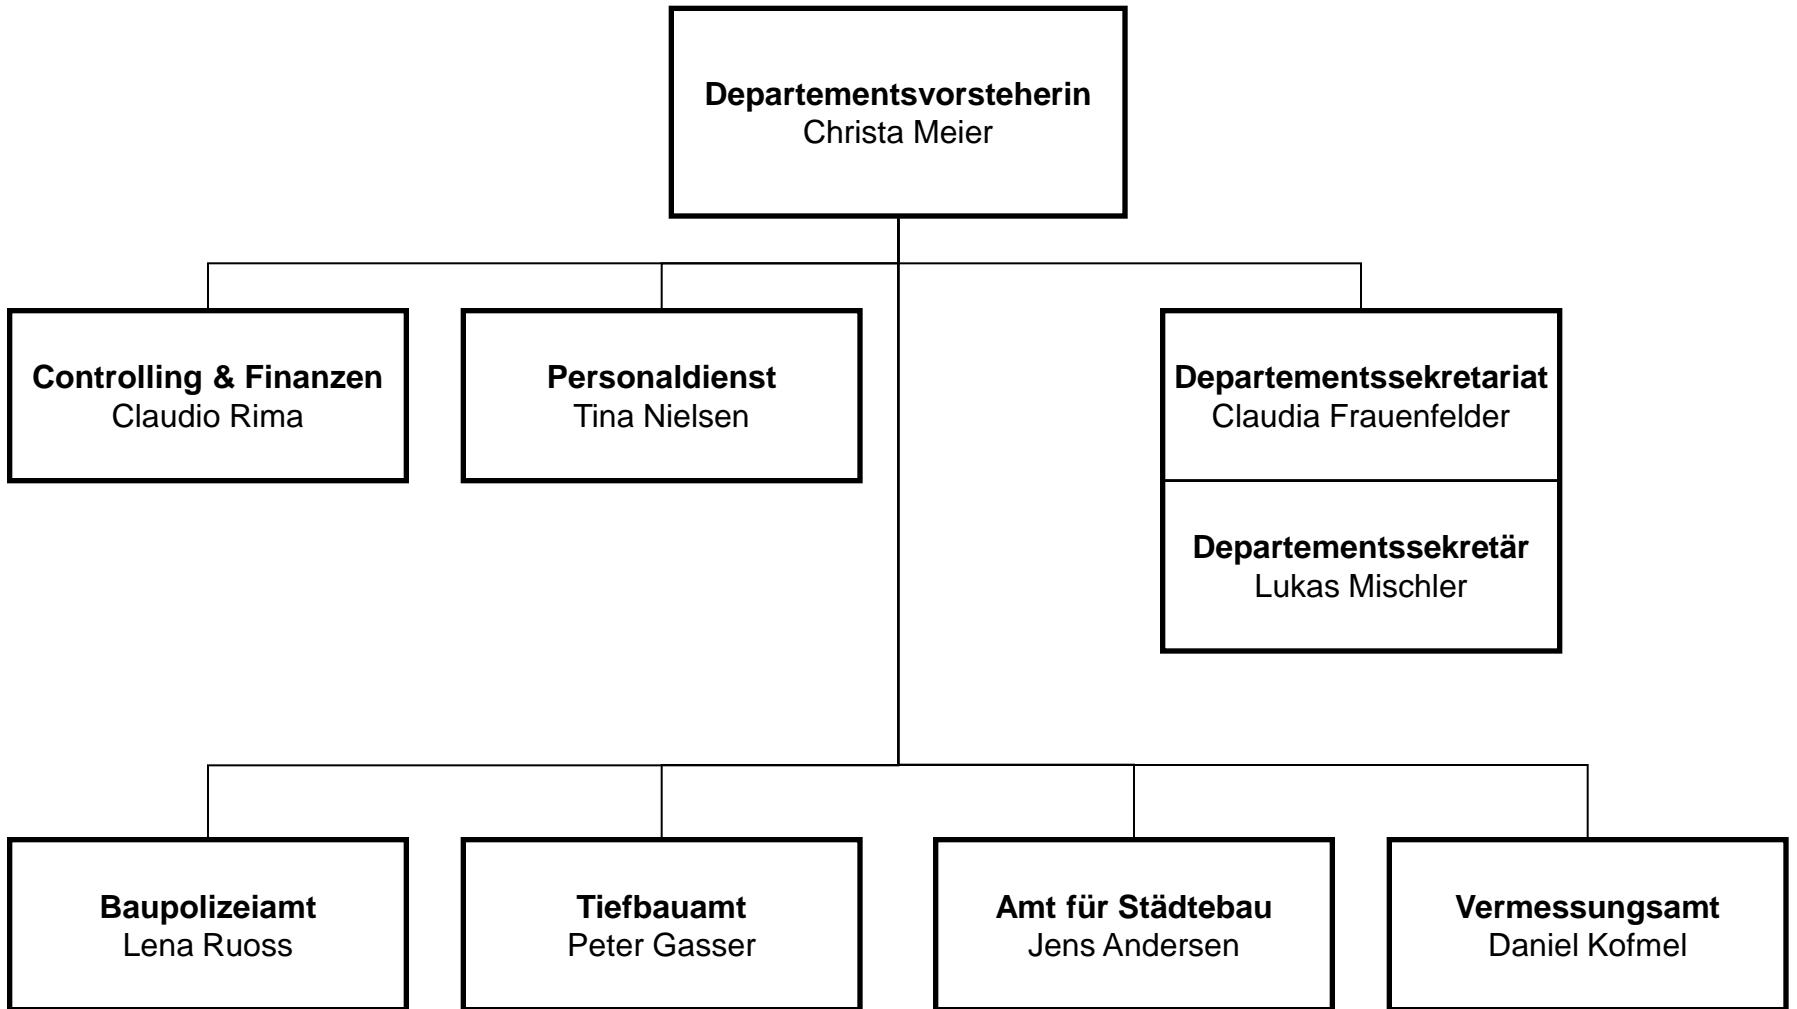 Departementsvorsteherin
Christa Meier
Controlling & Finanzen
Claudio Rima
Personaldienst
Tina Nielsen
Departementssekretariat
Claudia Frauenfelder
Departementssekretär
Lukas Mischler
Baupolizeiamt
Lena Ruoss
Tiefbauamt
Peter Gasser
Amt für Städtebau
Jens Andersen
Vermessungsamt
Daniel Kofmel